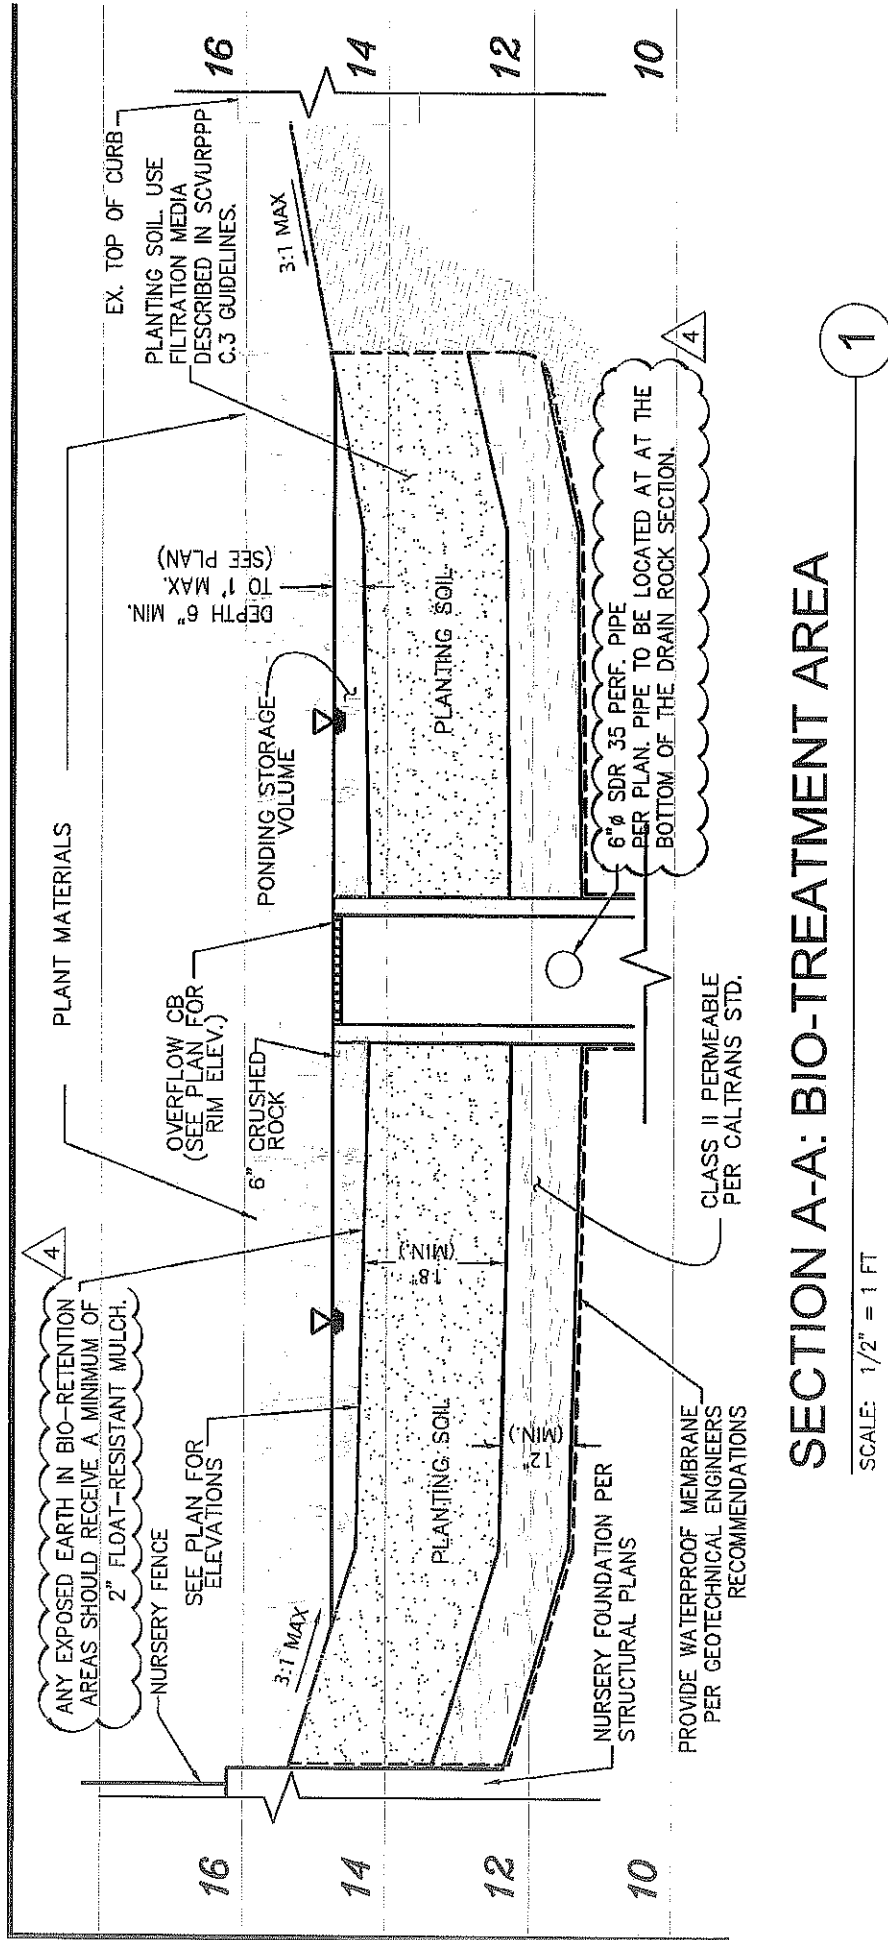 PLANT MATERIALS
4
ANY EXPOSED EARTH IN BIO-RETENTION
AREAS SHOULD RECEIVE A MINIMUM OF
2" FLOAT-RESISTANT MULCH.
NURSERY FENCE
SEE PLAN FOR
ELEVATIONS
OVERFLOW CB
(SEE PLAN FOR
RIM ELEV.)
6" CRUSHED
ROCK
PONDING STORAGE
VOLUME
DEPTH 6" MIN.
TO 1' MAX.
(SEE PLAN)
EX. TOP OF CURB
PLANTING SOIL. USE
FILTRATION MEDIA
DESCRIBED IN SCVURPPP
C.3 GUIDELINES.
3:1 MAX
3:1 MAX
16
14
12
10
16
14
12
10
PLANTING SOIL
18"
(MIN.)
12"
(MIN.)
PLANTING SOIL
NURSERY FOUNDATION PER
STRUCTURAL PLANS
PROVIDE WATERPROOF MEMBRANE
PER GEOTECHNICAL ENGINEERS
RECOMMENDATIONS
CLASS II PERMEABLE
PER CALTRANS STD.
6"ø SDR 35 PERF. PIPE
PER PLAN. PIPE TO BE LOCATED AT AT THE
BOTTOM OF THE DRAIN ROCK SECTION.
4
SECTION A-A: BIO-TREATMENT AREA
1
SCALE: 1/2" = 1 FT